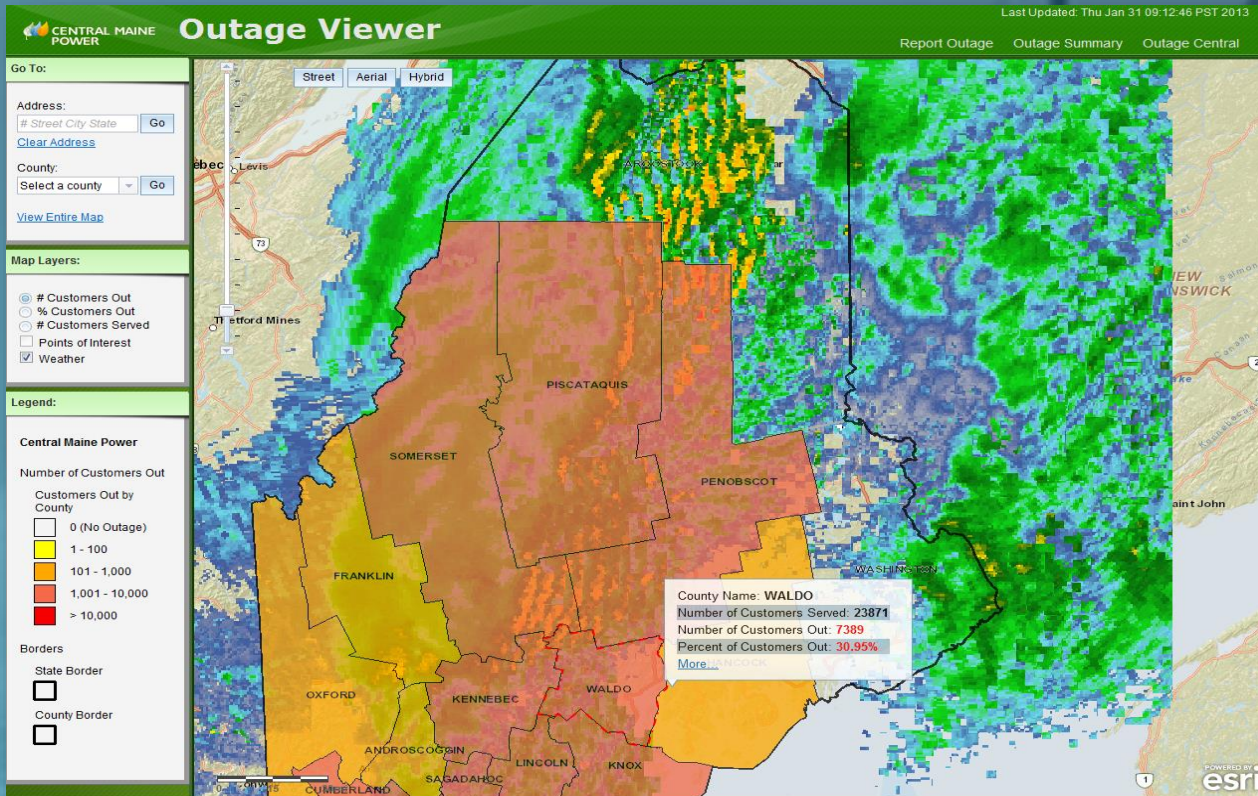 Last Updated: Thu Jan 31 09:12:46 PST 2013
CENTRAL MAINE
POWER
Outage Viewer
Report Outage Outage Summary Outage Central
Go To:
Address:
# Street City State Go
Clear Address
County:
Select a county Go
View Entire Map
Map Layers:
# Customers Out
% Customers Out
# Customers Served
Points of Interest
Weather
Legend:
Central Maine Power
Number of Customers Out
Customers Out by
County
0 (No Outage)
1 - 100
101 - 1,000
1,001 - 10,000
> 10,000
Borders
State Border
County Border
Street Aerial Hybrid
AROOSTOOK
Lévis
73
Thetford Mines
PISCATAQUIS
SOMERSET
PENOBSCOT
FRANKLIN
WASHINGTON
County Name: WALDO
Number of Customers Served: 23871
Number of Customers Out: 7389
Percent of Customers Out: 30.95%
More...
HANCOCK
OXFORD
KENNEBEC
WALDO
ANDROSCOGGIN
LINCOLN
KNOX
SAGADAHOC
CUMBERLAND
aint John
1
POWERED BY
esri